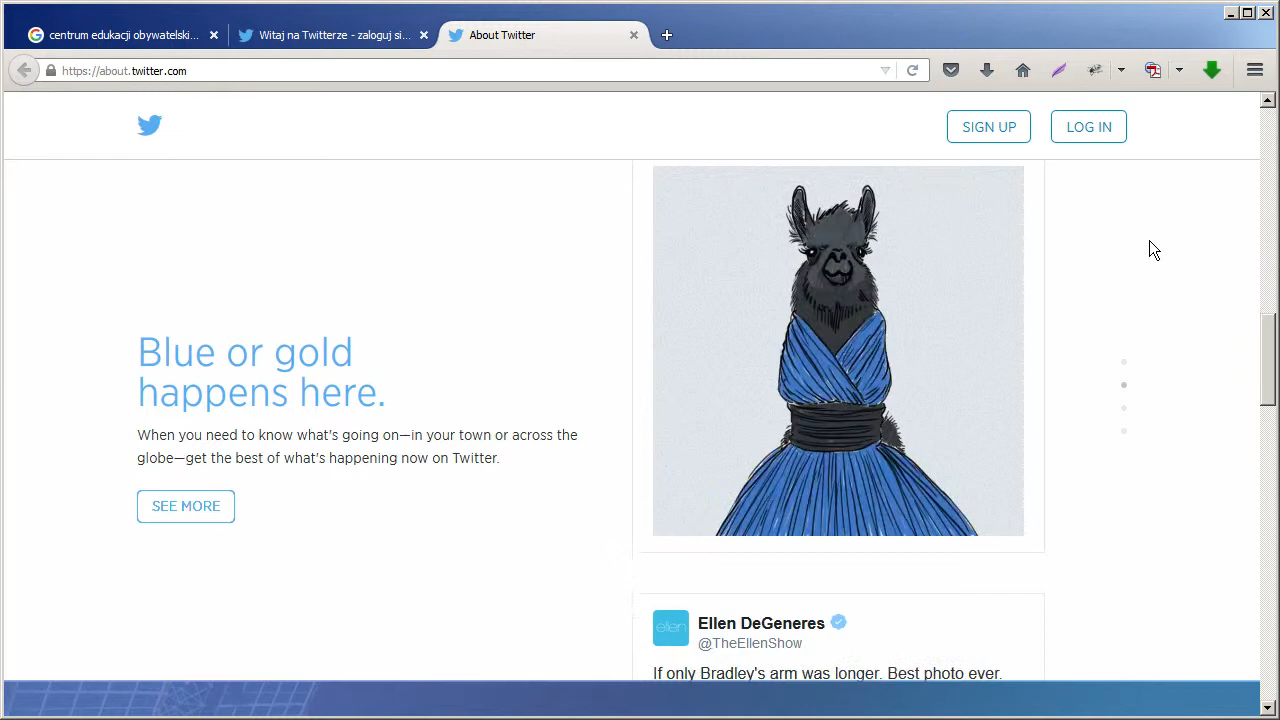 centrum edukacji obywatelski...
Witaj na Twitterze - zaloguj si...
About Twitter
https://about.twitter.com
SIGN UP
LOG IN
Blue or gold
happens here.
When you need to know what's going on—in your town or across the
globe—get the best of what's happening now on Twitter.
SEE MORE
ellen
Ellen DeGeneres
@TheEllenShow
If only Bradley's arm was longer. Best photo ever.